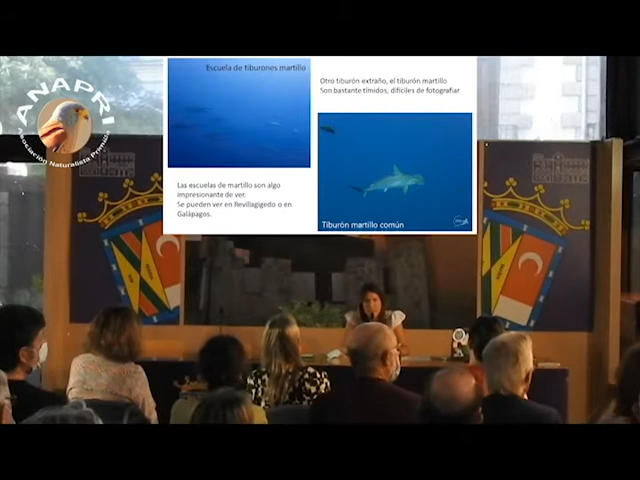 ANAPRI
Asociación Naturalista Primilla
Escuela de tiburones martillo
Otro tiburón extraño, el tiburón martillo
Son bastante tímidos, difíciles de fotografiar
Las escuelas de martillo son algo
impresionante de ver.
Se pueden ver en Revillagigedo o en
Galápagos.
Tiburón martillo común